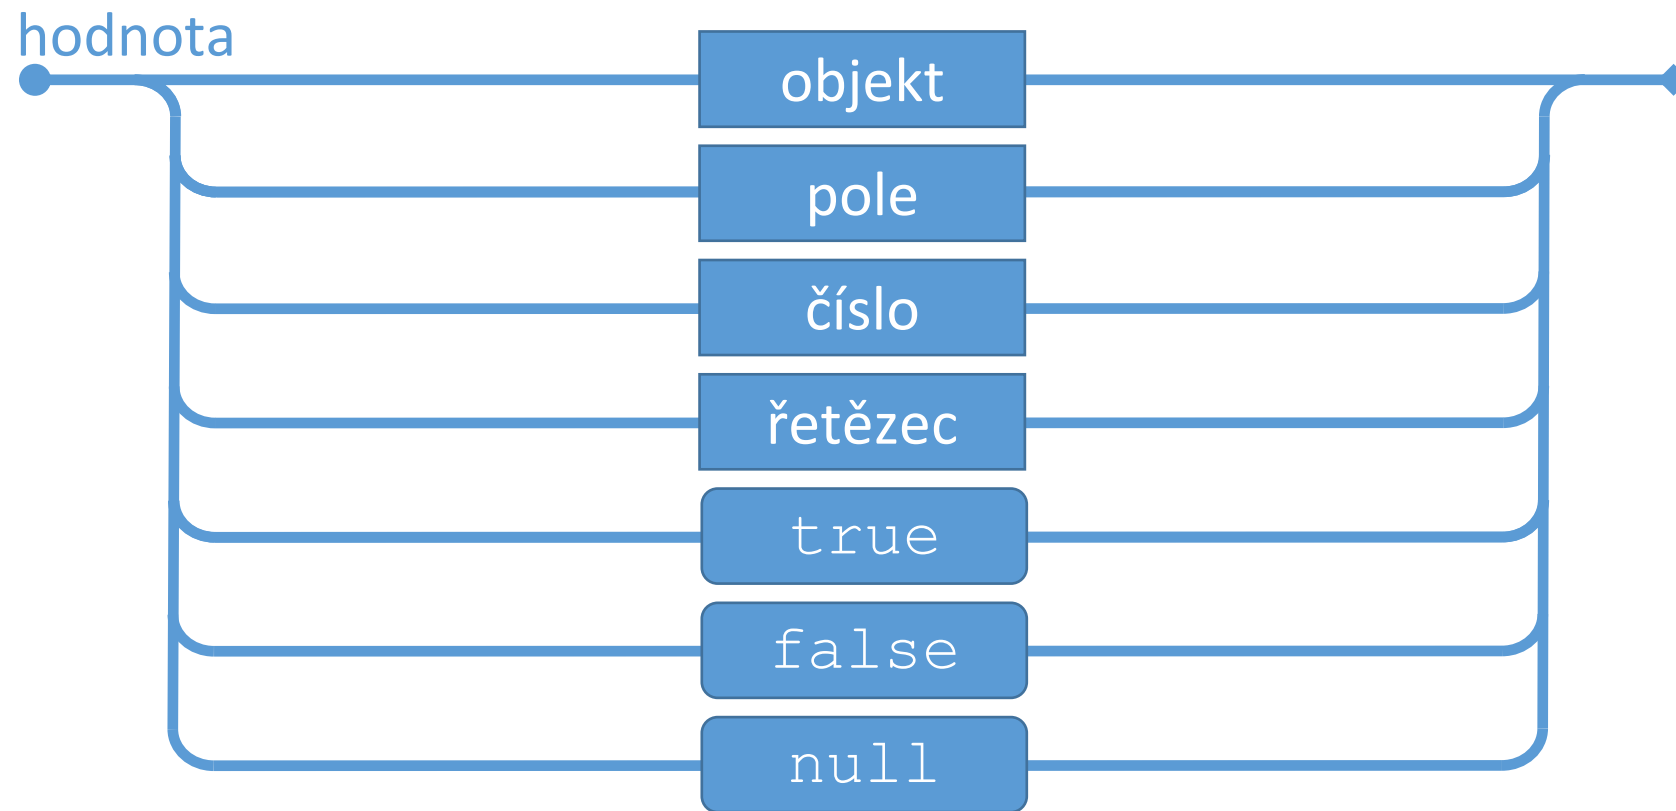 hodnota
objekt
pole
číslo
řetězec
true
false
null